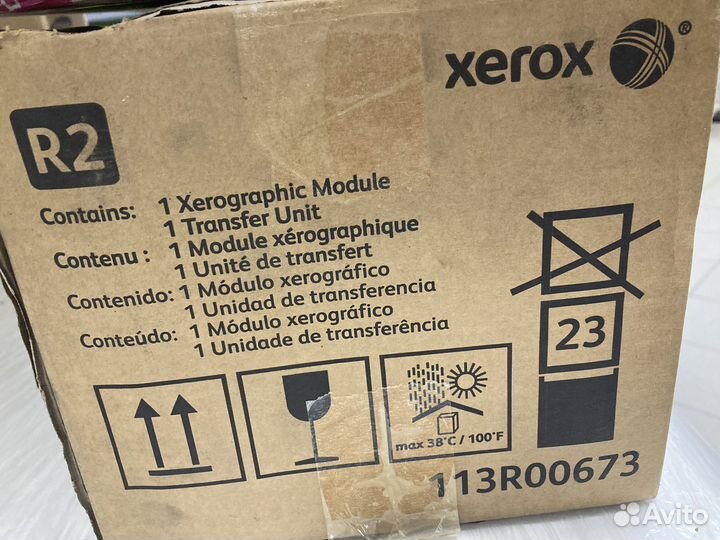 xerox ®
R2
Contains: 1 Xerographic Module
1 Transfer Unit
Contenu : 1 Module xérographique
1 Unité de transfert
Contenido: 1 Módulo xerográfico
1 Unidad de transferencia
Conteúdo: 1 Módulo xerográfico
1 Unidade de transferência
23
max 38°C / 100°F
113R00673
Avito